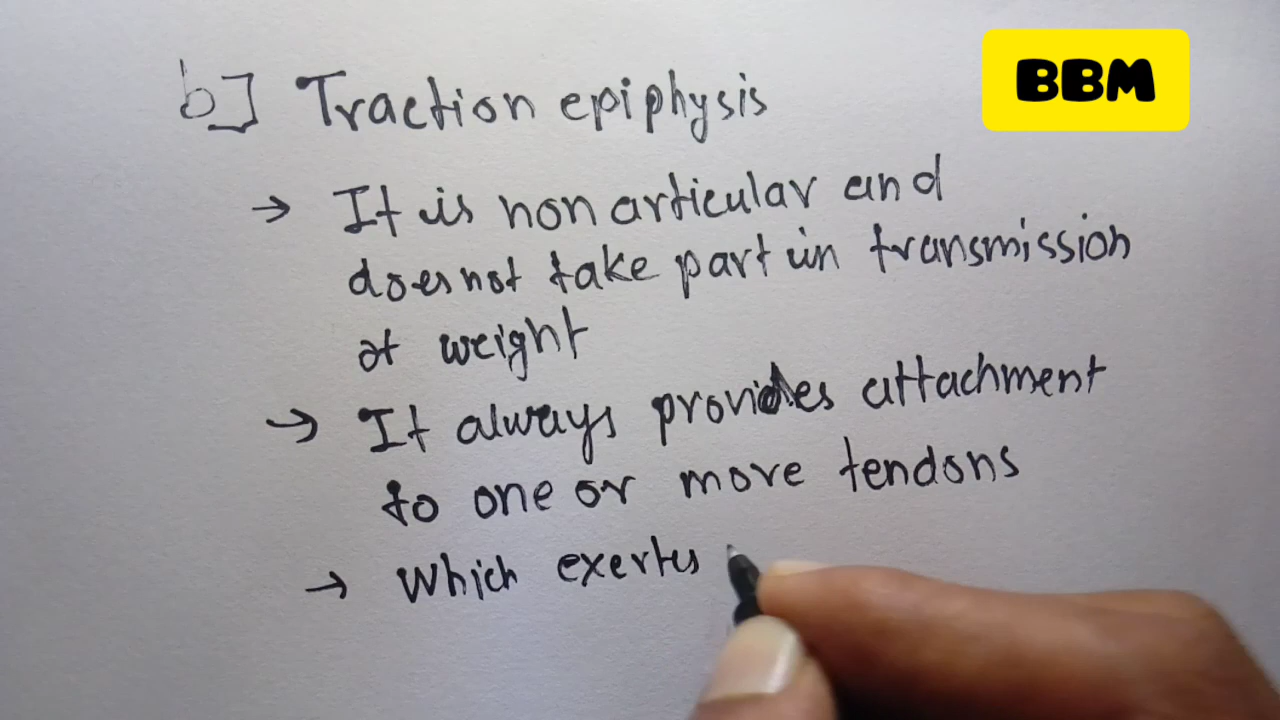 b] Traction epiphysis
BBM
→ It is non articular and
does not take part in transmission
of weight
→ It always provides attachment
to one or more tendons
→ Which exertes